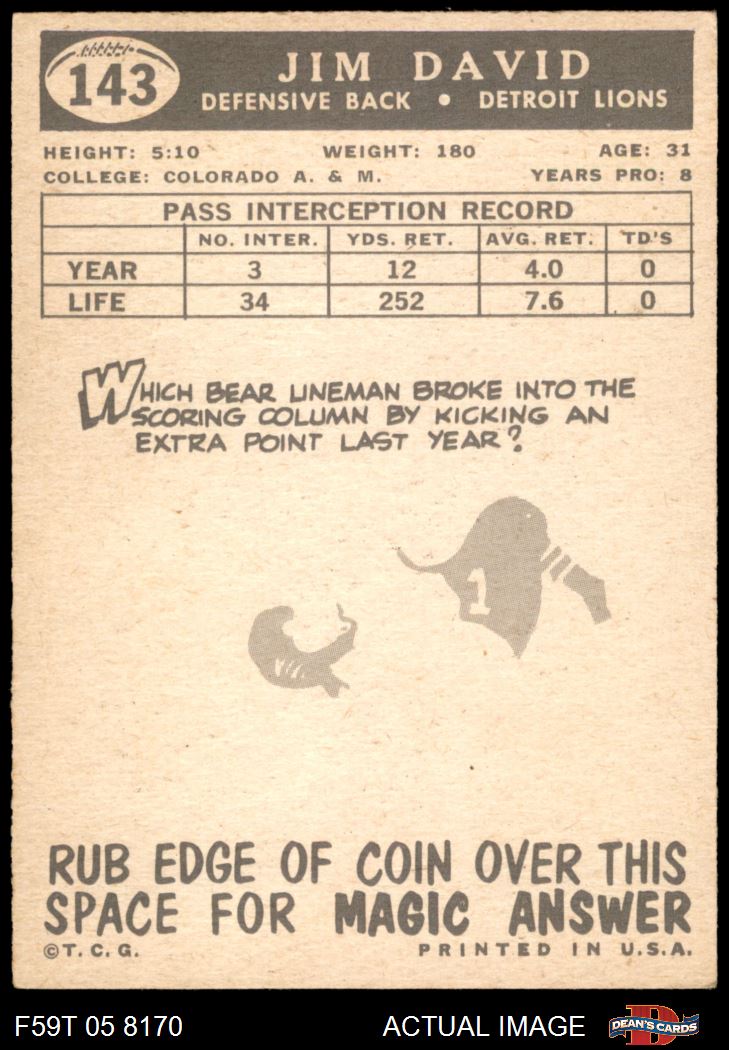 143
JIM DAVID
DEFENSIVE BACK • DETROIT LIONS
HEIGHT: 5:10 WEIGHT: 180 AGE: 31
COLLEGE: COLORADO A. & M. YEARS PRO: 8
PASS INTERCEPTION RECORD
NO. INTER. YDS. RET. AVG. RET. TD'S
YEAR 3 12 4.0 0
LIFE 34 252 7.6 0
WHICH BEAR LINEMAN BROKE INTO THE
SCORING COLUMN BY KICKING AN
EXTRA POINT LAST YEAR?
1
RUB EDGE OF COIN OVER THIS
SPACE FOR MAGIC ANSWER
©T. C. G. PRINTED IN U.S.A.
F59T 05 8170 ACTUAL IMAGE D DEAN'S CARDS